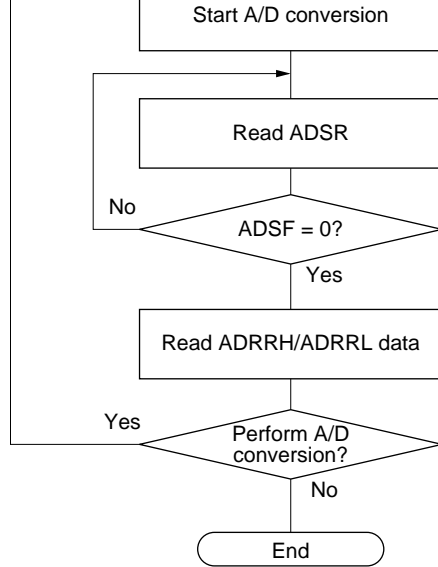 Start A/D conversion
Read ADSR
No
ADSF = 0?
Yes
Read ADRRH/ADRRL data
Yes
Perform A/D
conversion?
No
End